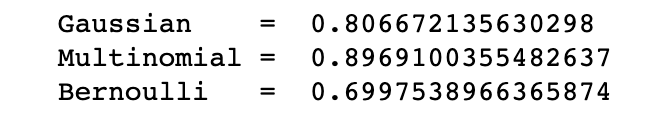 Gaussian = 0.806672135630298
Multinomial = 0.8969100355482637
Bernoulli = 0.6997538966365874